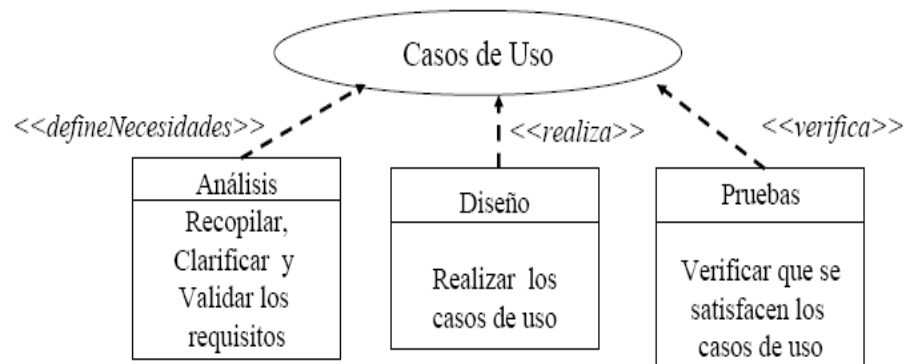 Casos de Uso
<<defineNecesidades>>
<<realiza>>
<<verifica>>
Análisis
Recopilar,
Clarificar y
Validar los
requisitos
Diseño
Realizar los
casos de uso
Pruebas
Verificar que se
satisfacen los
casos de uso